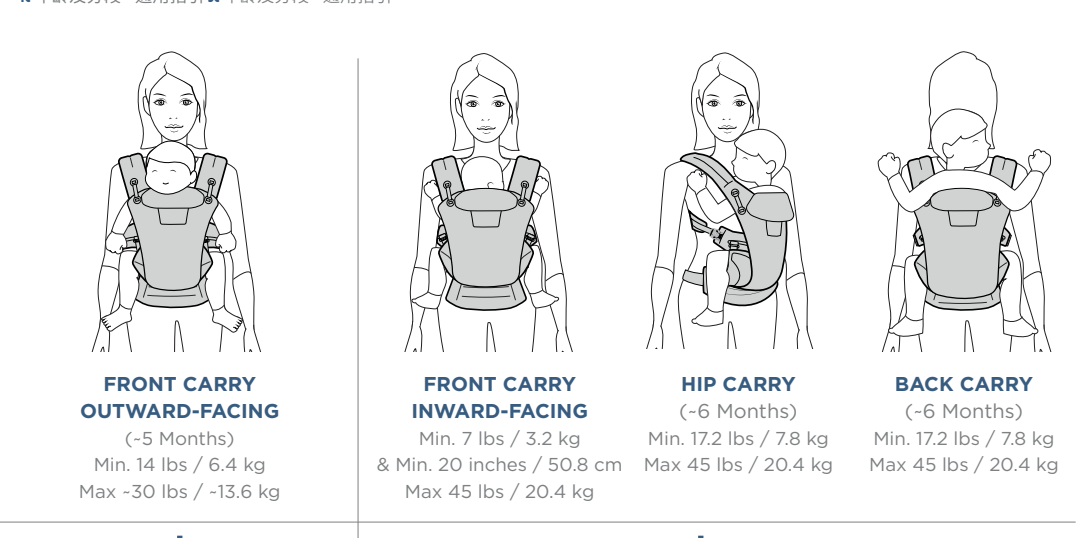 FRONT CARRY
OUTWARD-FACING
(~5 Months)
Min. 14 lbs / 6.4 kg
Max ~30 lbs / ~13.6 kg
FRONT CARRY
INWARD-FACING
Min. 7 lbs / 3.2 kg
& Min. 20 inches / 50.8 cm
Max 45 lbs / 20.4 kg
HIP CARRY
(~6 Months)
Min. 17.2 lbs / 7.8 kg
Max 45 lbs / 20.4 kg
BACK CARRY
(~6 Months)
Min. 17.2 lbs / 7.8 kg
Max 45 lbs / 20.4 kg